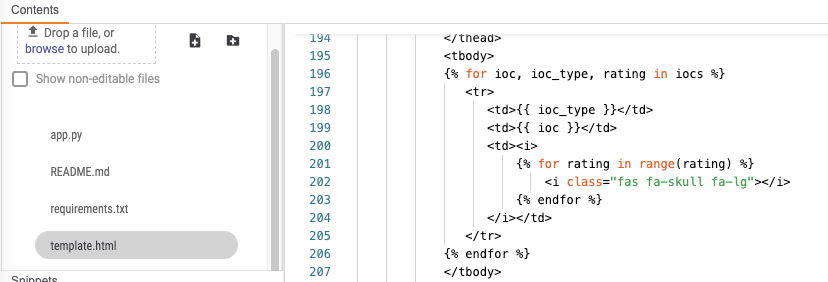 Contents
Drop a file, or
browse to upload.
Show non-editable files
app.py
README.md
requirements.txt
template.html
Snippets
194 </thead>
195 <tbody>
196 {% for ioc, ioc_type, rating in iocs %}
197 <tr>
198 <td>{{ ioc_type }}</td>
199 <td>{{ ioc }}</td>
200 <td><i>
201 {% for rating in range(rating) %}
202 <i class="fas fa-skull fa-lg"></i>
203 {% endfor %}
204 </i></td>
205 </tr>
206 {% endfor %}
207 </tbody>